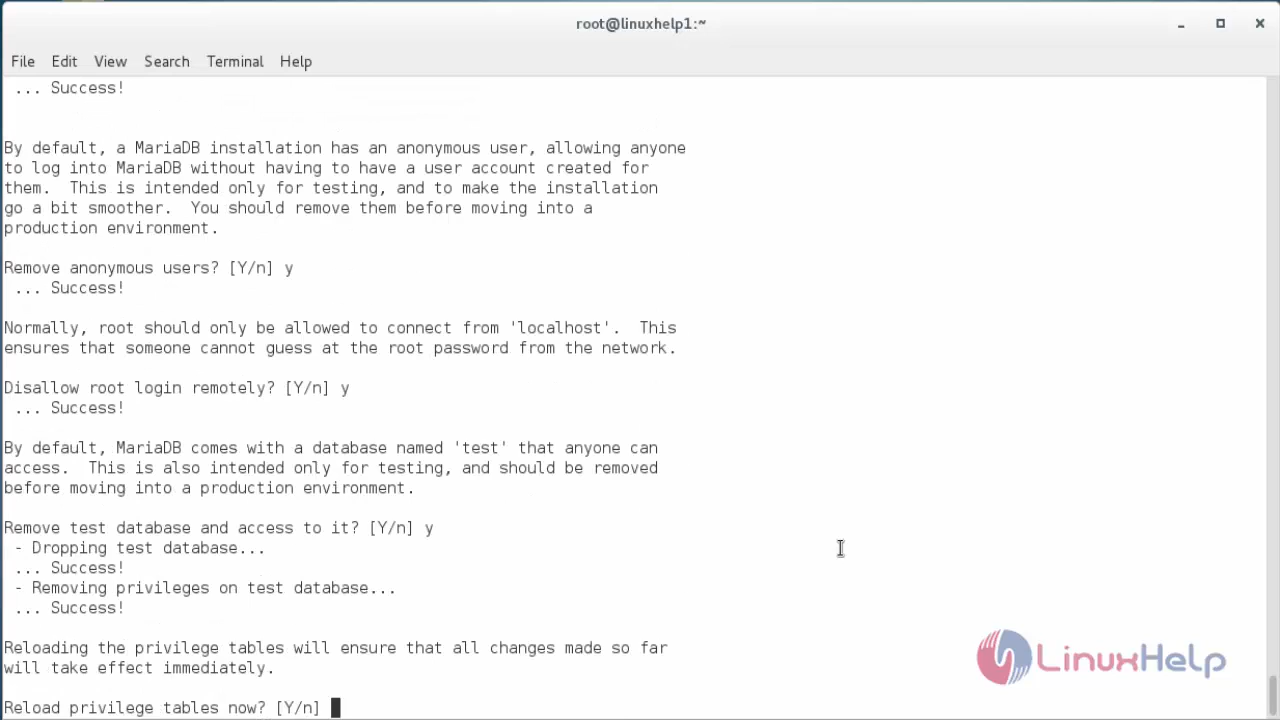 root@linuxhelp1:~
File Edit View Search Terminal Help
 ... Success!
By default, a MariaDB installation has an anonymous user, allowing anyone
to log into MariaDB without having to have a user account created for
them.  This is intended only for testing, and to make the installation
go a bit smoother.  You should remove them before moving into a
production environment.
Remove anonymous users? [Y/n] y
 ... Success!
Normally, root should only be allowed to connect from 'localhost'.  This
ensures that someone cannot guess at the root password from the network.
Disallow root login remotely? [Y/n] y
 ... Success!
By default, MariaDB comes with a database named 'test' that anyone can
access.  This is also intended only for testing, and should be removed
before moving into a production environment.
Remove test database and access to it? [Y/n] y
 - Dropping test database...
 ... Success!
 - Removing privileges on test database...
 ... Success!
Reloading the privilege tables will ensure that all changes made so far
will take effect immediately.
LinuxHelp
Reload privilege tables now? [Y/n]